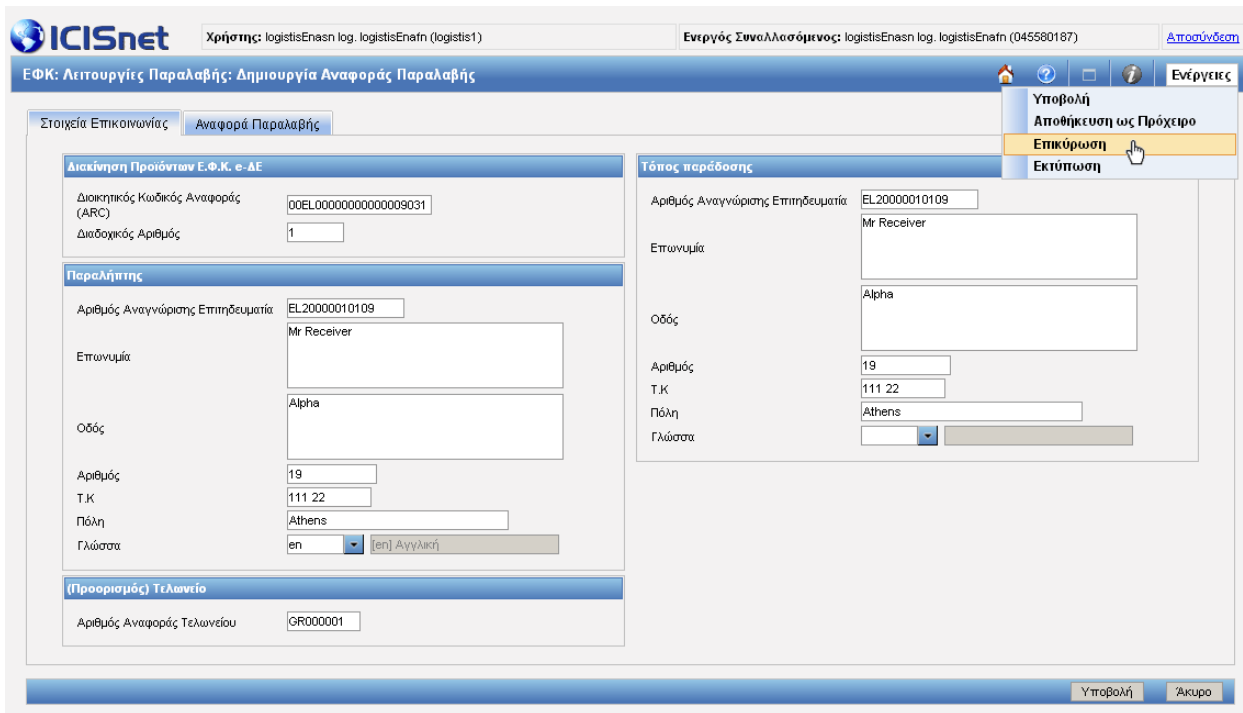 ICISnet
Χρήστης: logistisEnasn log. logistisEnafn (logistis1)
Ενεργός Συναλλασόμενος: logistisEnasn log. logistisEnafn (045580187)
Αποσύνδεση
ΕΦΚ: Λειτουργίες Παραλαβής: Δημιουργία Αναφοράς Παραλαβής
Ενέργειες
Υποβολή
Αποθήκευση ως Πρόχειρο
Επικύρωση
Εκτύπωση
Στοιχεία Επικοινωνίας
Αναφορά Παραλαβής
Διακίνηση Προϊόντων Ε.Φ.Κ. e-ΔΕ
Διοικητικός Κωδικός Αναφοράς
(ARC)
00EL00000000000009031
Διαδοχικός Αριθμός
1
Παραλήπτης
Αριθμός Αναγνώρισης Επιτηδευματία
EL20000010109
Επωνυμία
Mr Receiver
Οδός
Alpha
Αριθμός
19
Τ.Κ
111 22
Πόλη
Athens
Γλώσσα
en
[en] Αγγλική
(Προορισμός) Τελωνείο
Αριθμός Αναφοράς Τελωνείου
GR000001
Τόπος παράδοσης
Αριθμός Αναγνώρισης Επιτηδευματία
EL20000010109
Επωνυμία
Mr Receiver
Οδός
Alpha
Αριθμός
19
Τ.Κ
111 22
Πόλη
Athens
Γλώσσα
Υποβολή
Άκυρο